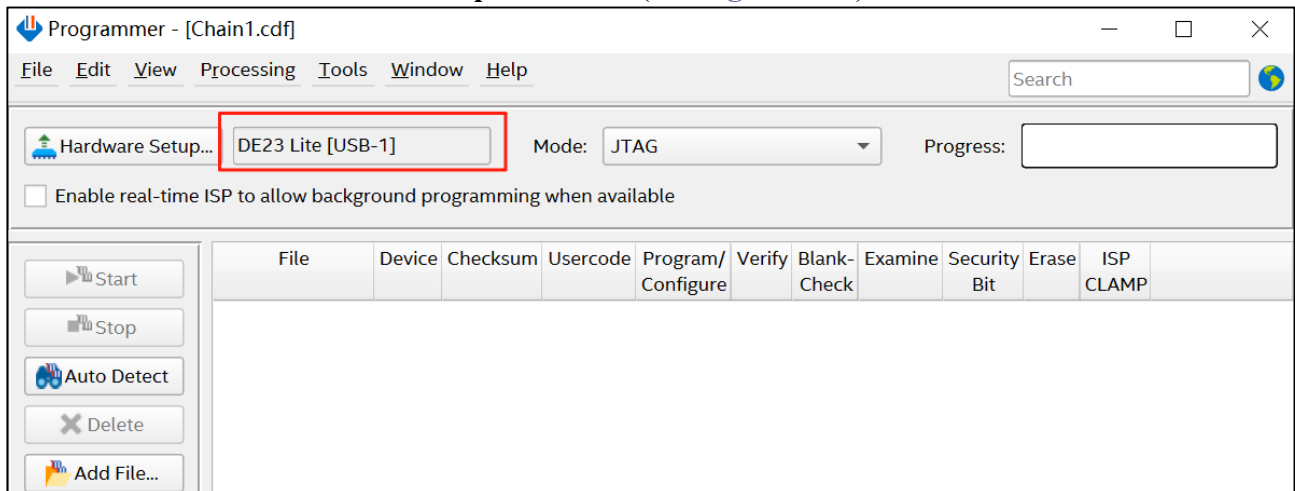 Programmer - [Chain1.cdf]
File Edit View Processing Tools Window Help
Search
Hardware Setup... DE23 Lite [USB-1] Mode: JTAG Progress:
Enable real-time ISP to allow background programming when available
File Device Checksum Usercode Program/ Configure Verify Blank- Check Examine Security Bit Erase ISP CLAMP
Start
Stop
Auto Detect
Delete
Add File...